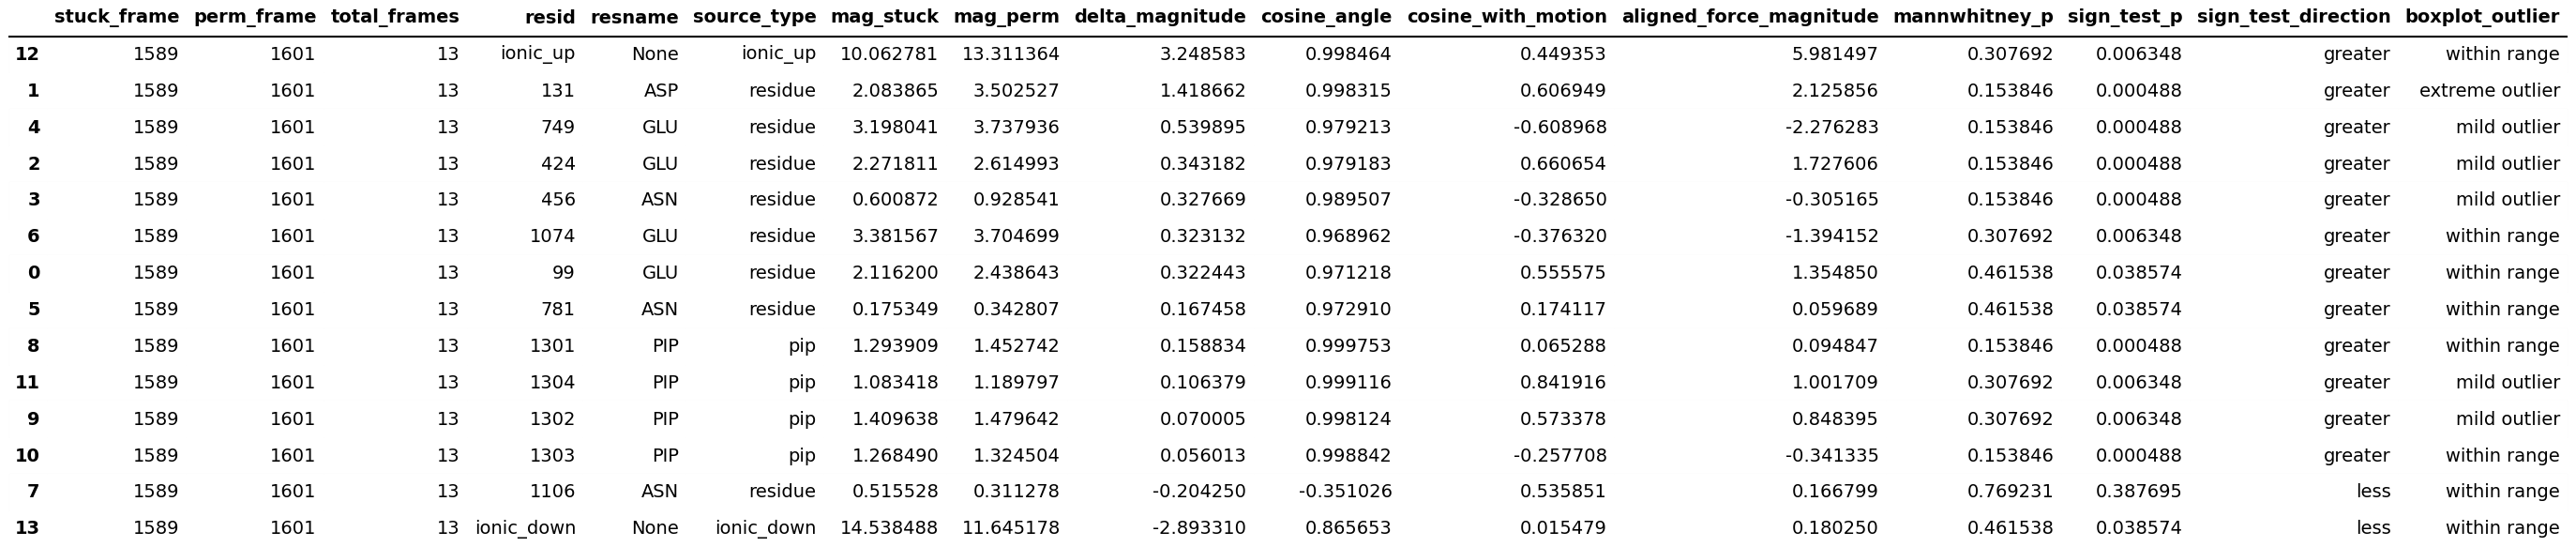 stuck_frame perm_frame total_frames resid resname source_type mag_stuck mag_perm delta_magnitude cosine_angle cosine_with_motion aligned_force_magnitude mannwhitney_p sign_test_p sign_test_direction boxplot_outlier
12 1589 1601 13 ionic_up None ionic_up 10.062781 13.311364 3.248583 0.998464 0.449353 5.981497 0.307692 0.006348 greater within range
1 1589 1601 13 131 ASP residue 2.083865 3.502527 1.418662 0.998315 0.606949 2.125856 0.153846 0.000488 greater extreme outlier
4 1589 1601 13 749 GLU residue 3.198041 3.737936 0.539895 0.979213 -0.608968 -2.276283 0.153846 0.000488 greater mild outlier
2 1589 1601 13 424 GLU residue 2.271811 2.614993 0.343182 0.979183 0.660654 1.727606 0.153846 0.000488 greater mild outlier
3 1589 1601 13 456 ASN residue 0.600872 0.928541 0.327669 0.989507 -0.328650 -0.305165 0.153846 0.000488 greater mild outlier
6 1589 1601 13 1074 GLU residue 3.381567 3.704699 0.323132 0.968962 -0.376320 -1.394152 0.307692 0.006348 greater within range
0 1589 1601 13 99 GLU residue 2.116200 2.438643 0.322443 0.971218 0.555575 1.354850 0.461538 0.038574 greater within range
5 1589 1601 13 781 ASN residue 0.175349 0.342807 0.167458 0.972910 0.174117 0.059689 0.461538 0.038574 greater within range
8 1589 1601 13 1301 PIP pip 1.293909 1.452742 0.158834 0.999753 0.065288 0.094847 0.153846 0.000488 greater within range
11 1589 1601 13 1304 PIP pip 1.083418 1.189797 0.106379 0.999116 0.841916 1.001709 0.307692 0.006348 greater mild outlier
9 1589 1601 13 1302 PIP pip 1.409638 1.479642 0.070005 0.998124 0.573378 0.848395 0.307692 0.006348 greater mild outlier
10 1589 1601 13 1303 PIP pip 1.268490 1.324504 0.056013 0.998842 -0.257708 -0.341335 0.153846 0.000488 greater within range
7 1589 1601 13 1106 ASN residue 0.515528 0.311278 -0.204250 -0.351026 0.535851 0.166799 0.769231 0.387695 less within range
13 1589 1601 13 ionic_down None ionic_down 14.538488 11.645178 -2.893310 0.865653 0.015479 0.180250 0.461538 0.038574 less within range